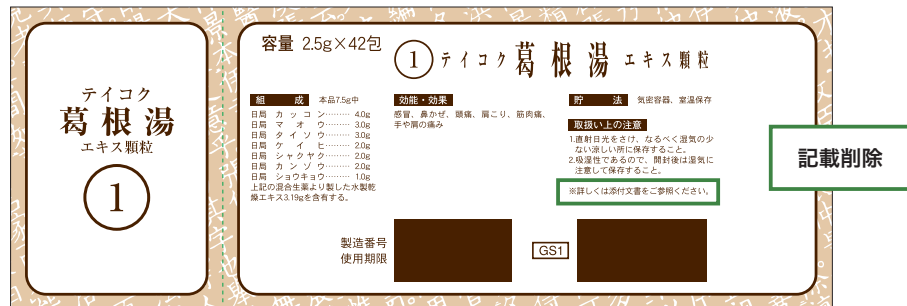 テイコク
葛根湯
エキス顆粒
1
容量 2.5g×42包
① テイコク 葛根湯 エキス顆粒
組成 本品7.5g中
日局 カッコン……… 4.0g
日局 マオウ……… 3.0g
日局 タイソウ……… 3.0g
日局 ケイヒ……… 2.0g
日局 シャクヤク……… 2.0g
日局 カンゾウ……… 2.0g
日局 ショウキョウ……… 1.0g
上記の混合生薬より製した水製乾
燥エキス3.19gを含有する。
効能・効果
感冒、鼻かぜ、頭痛、肩こり、筋肉痛、
手や肩の痛み
貯法 気密容器、室温保存
取扱い上の注意
1.直射日光をさけ、なるべく湿気の少
ない涼しい所に保存すること。
2.吸湿性であるので、開封後は湿気に
注意して保存すること。
※詳しくは添付文書をご参照ください。
製造番号
使用期限
GS1
記載削除